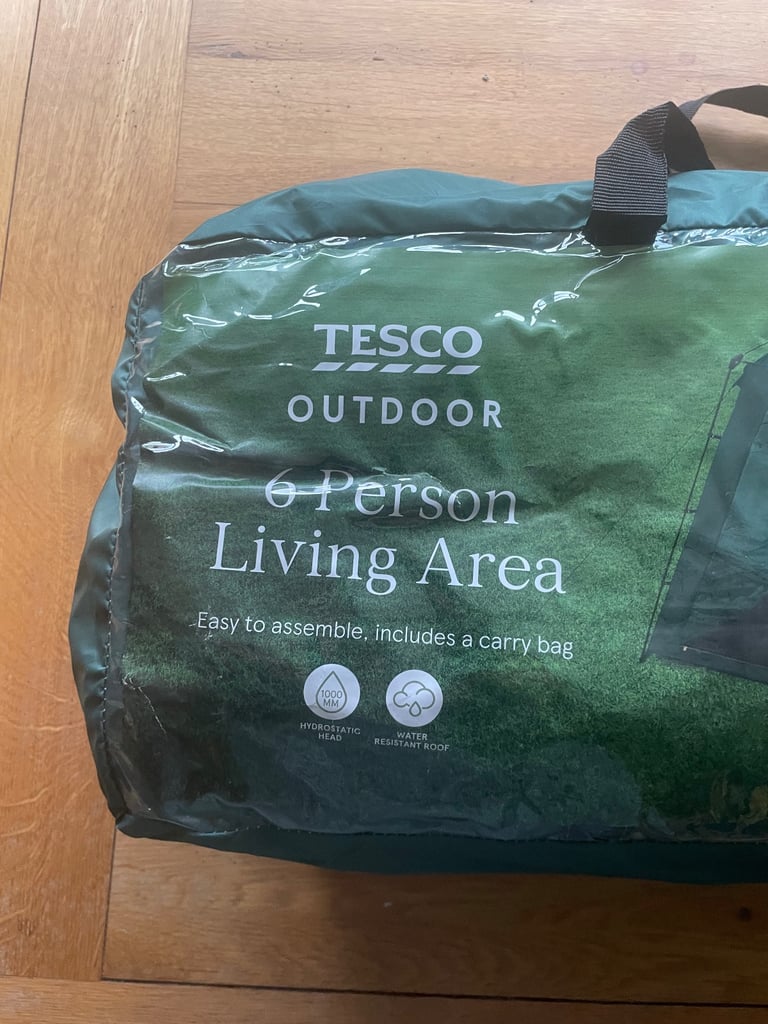 TESCO
OUTDOOR
6 Person
Living Area
Easy to assemble, includes a carry bag
1000
MM
HYDROSTATIC
HEAD
WATER
RESISTANT ROOF